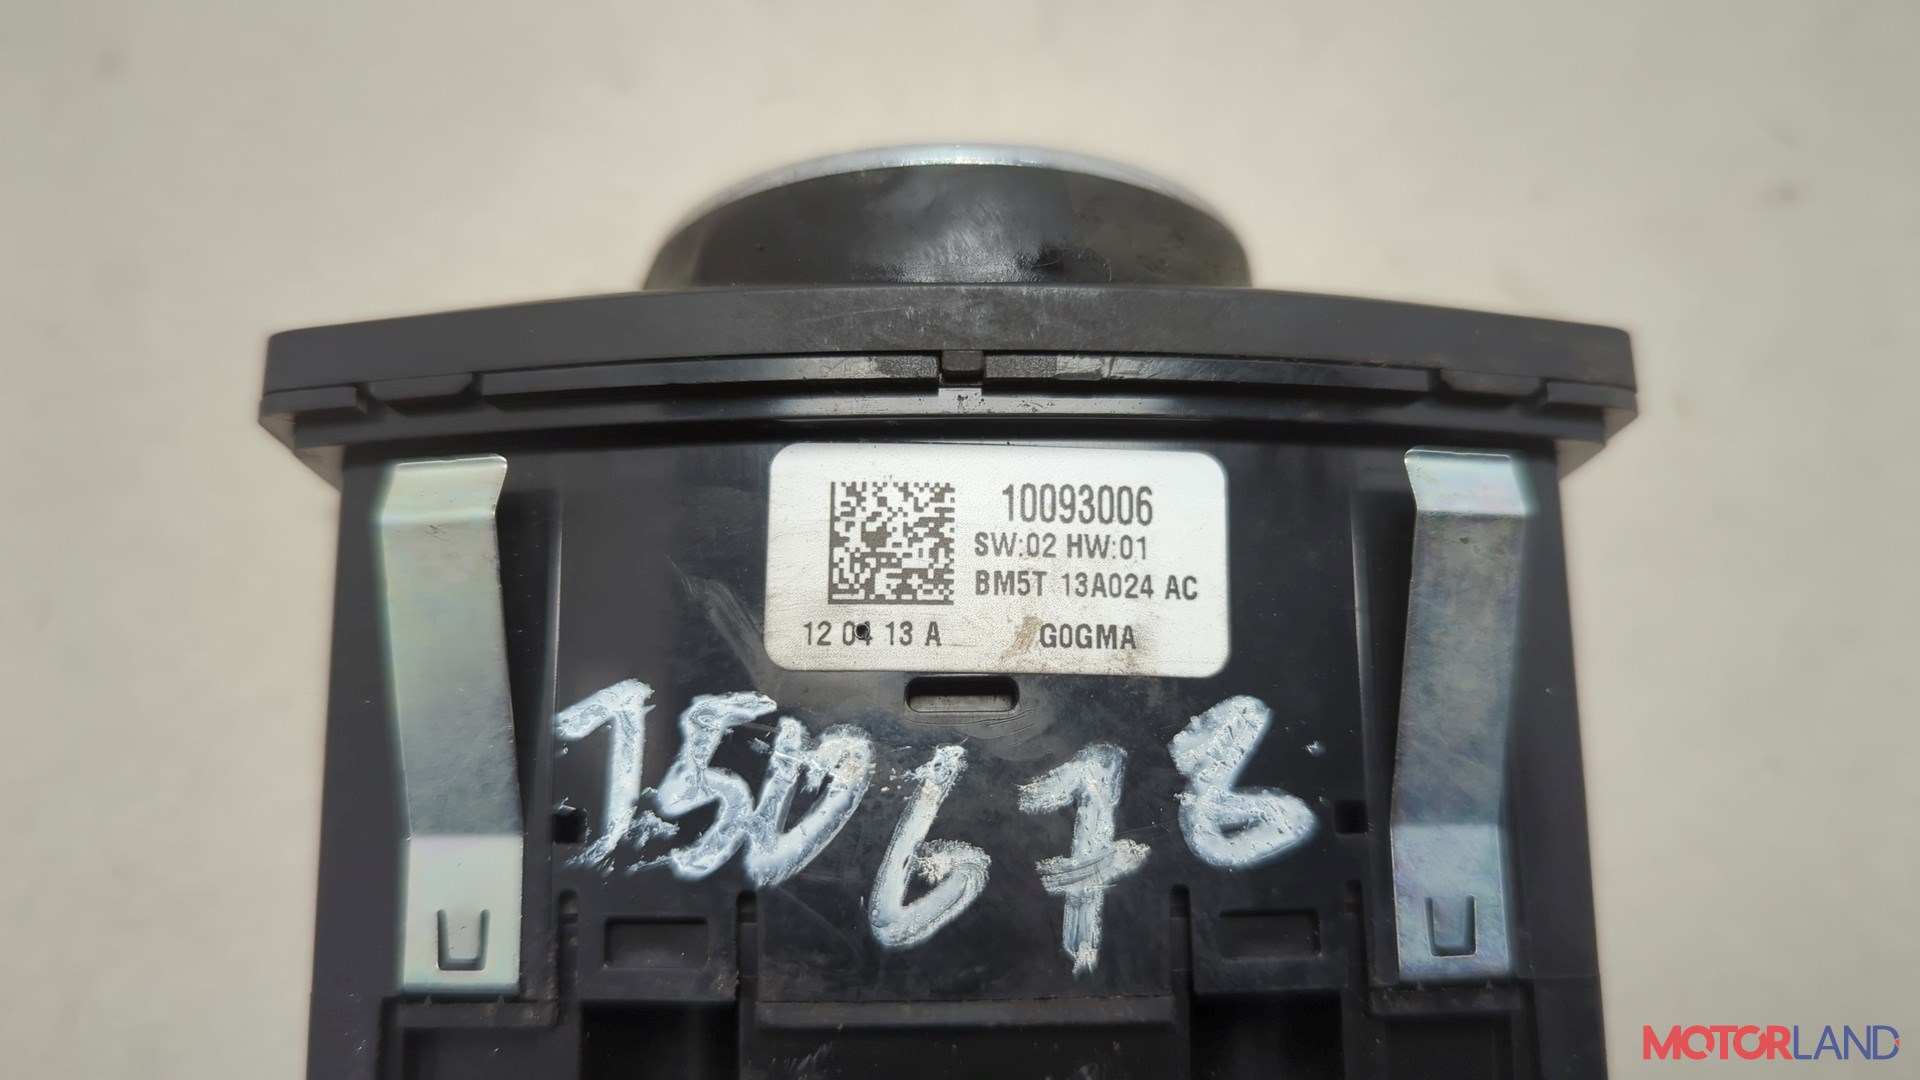 10093006
SW:02 HW:01
BM5T 13A024 AC
12 04 13 A G0GMA
150678
MOTORLAND